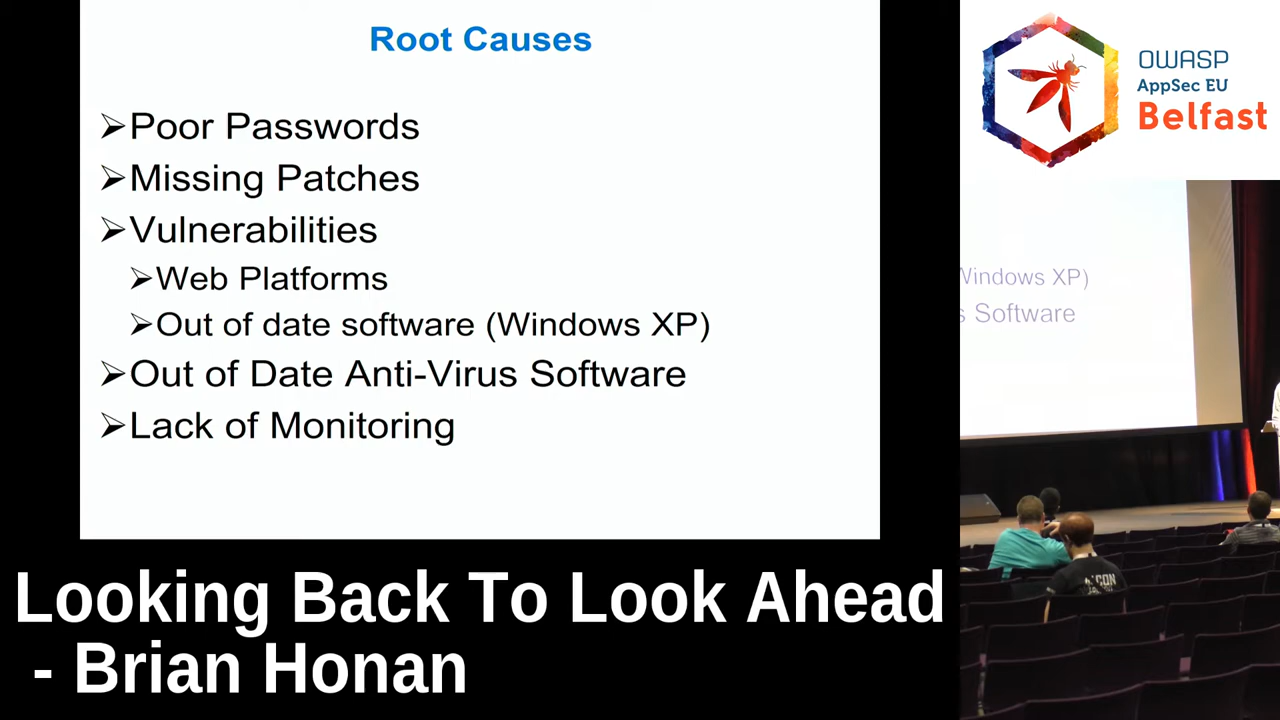 Root Causes
➢Poor Passwords
➢Missing Patches
➢Vulnerabilities
➢Web Platforms
➢Out of date software (Windows XP)
➢Out of Date Anti-Virus Software
➢Lack of Monitoring
OWASP
AppSec EU
Belfast
Windows XP)
s Software
Looking Back To Look Ahead
- Brian Honan